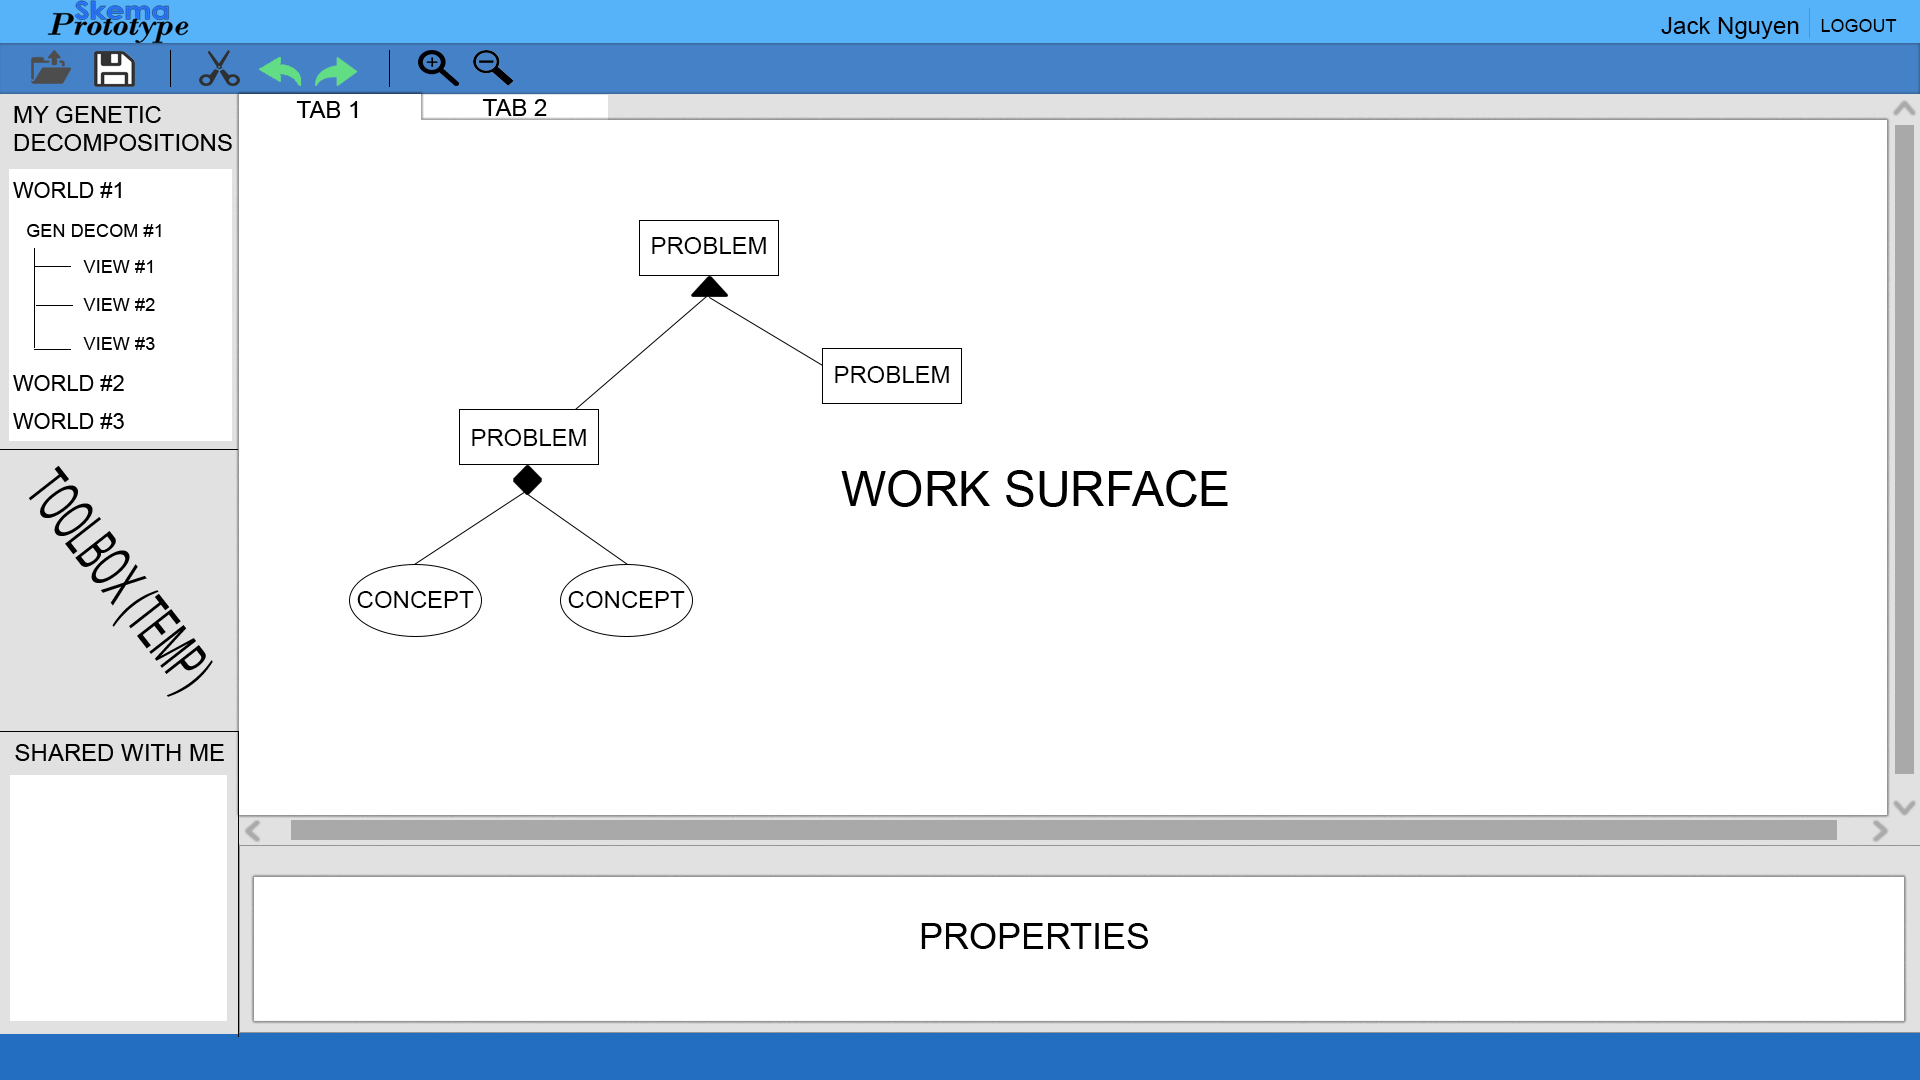 Skema
Prototype
Jack Nguyen
LOGOUT
MY GENETIC
DECOMPOSITIONS
WORLD #1
GEN DECOM #1
VIEW #1
VIEW #2
VIEW #3
WORLD #2
WORLD #3
TOOLBOX (TEMP)
SHARED WITH ME
TAB 1
TAB 2
PROBLEM
PROBLEM
PROBLEM
WORK SURFACE
CONCEPT
CONCEPT
PROPERTIES